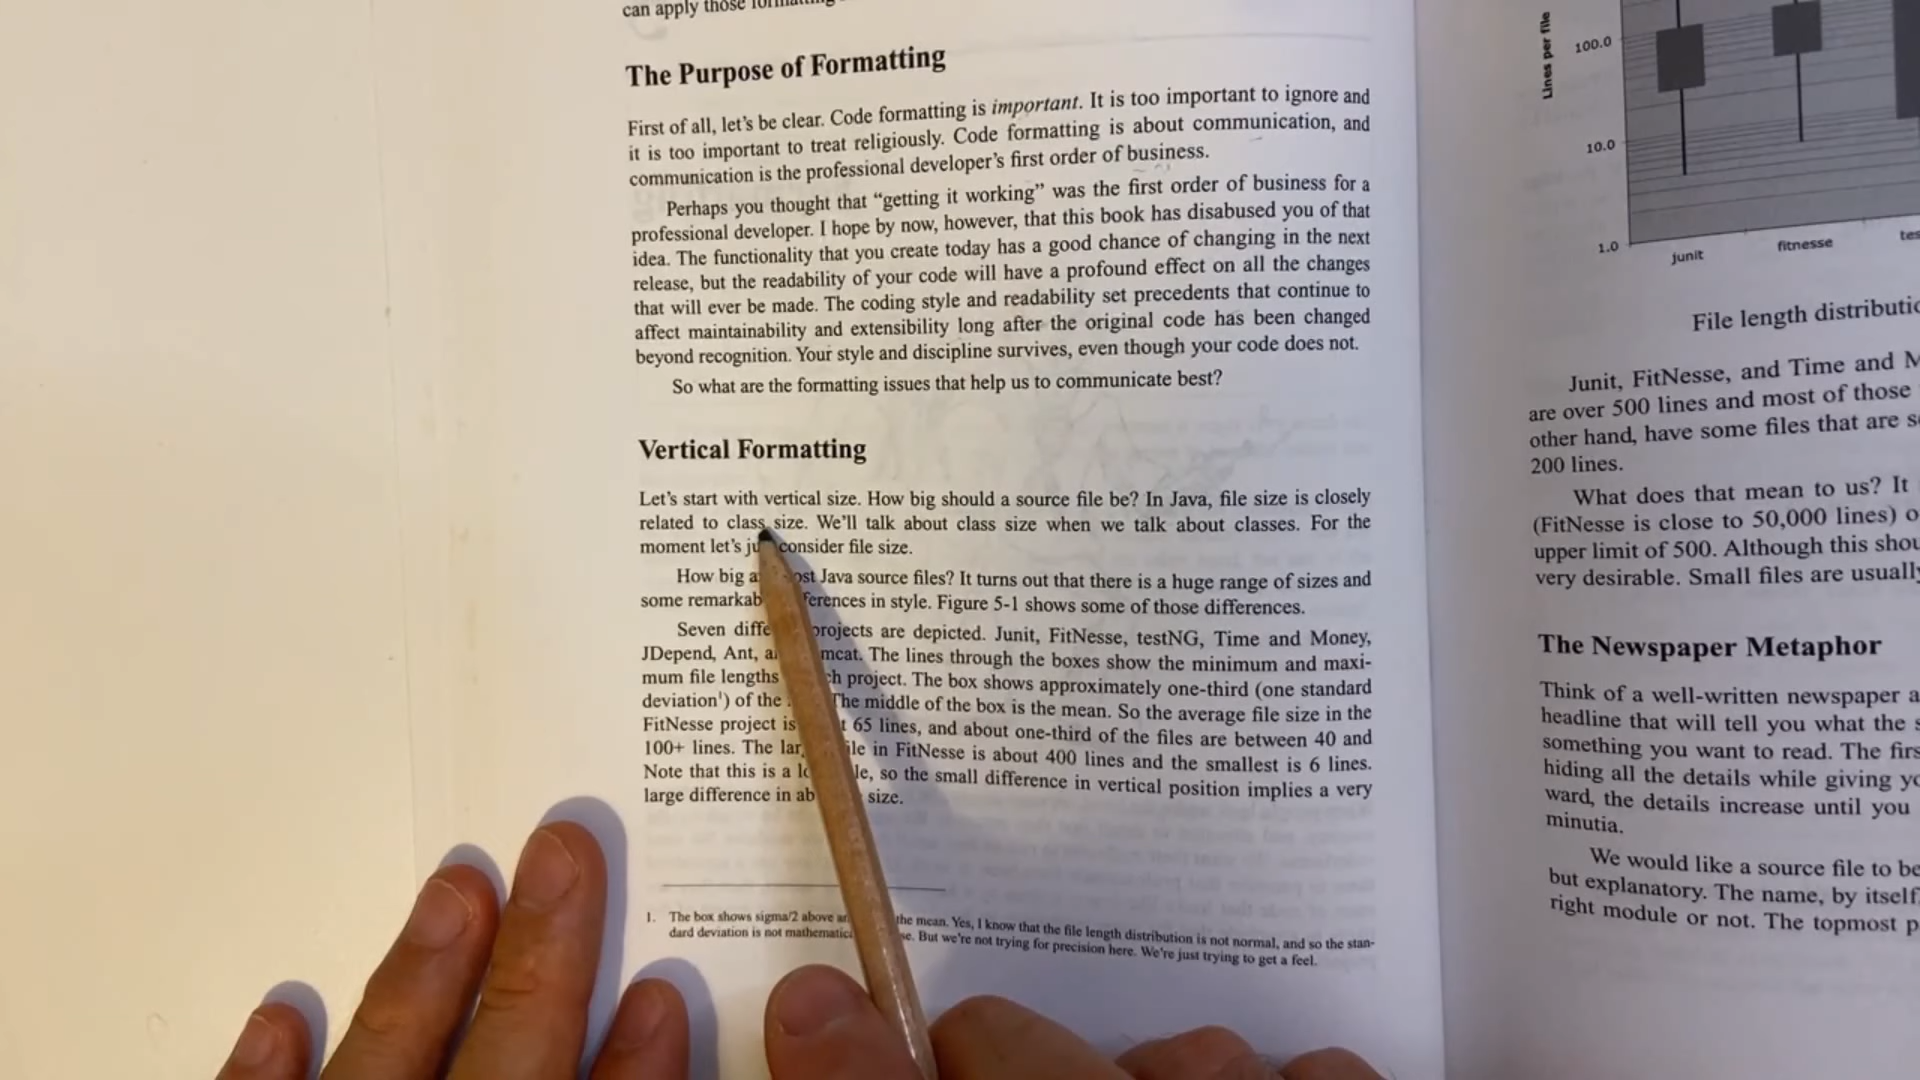 can apply those
The Purpose of Formatting
First of all, let's be clear. Code formatting is important. It is too important to ignore and
it is too important to treat religiously. Code formatting is about communication, and
communication is the professional developer's first order of business.
Perhaps you thought that “getting it working” was the first order of business for a
professional developer. I hope by now, however, that this book has disabused you of that
idea. The functionality that you create today has a good chance of changing in the next
release, but the readability of your code will have a profound effect on all the changes
that will ever be made. The coding style and readability set precedents that continue to
affect maintainability and extensibility long after the original code has been changed
beyond recognition. Your style and discipline survives, even though your code does not.
So what are the formatting issues that help us to communicate best?
Vertical Formatting
Let's start with vertical size. How big should a source file be? In Java, file size is closely
related to class size. We'll talk about class size when we talk about classes. For the
moment let's consider file size.
How big Java source files? It turns out that there is a huge range of sizes and
some in style. Figure 5-1 shows some of those differences.
Seven projects are depicted. Junit, FitNesse, testNG, Time and Money,
JDepend, Ant, The lines through the boxes show the minimum and maxi-
mum file lengths project. The box shows approximately one-third (one standard
deviation¹) of the The middle of the box is the mean. So the average file size in the
FitNesse project is 65 lines, and about one-third of the files are between 40 and
100+ lines. The in FitNesse is about 400 lines and the smallest is 6 lines.
Note that this is a so the small difference in vertical position implies a very
large difference in size.
1. The box shows sigma/2 above the mean. Yes, I know that the file length distribution is not normal, and so the stan-
dard deviation is not But we're not trying for precision here. We're just trying to get a feel.
Lines per file
100.0
10.0
1.0
junit
fitnesse
File length
Junit, FitNesse, and Time and
are over 500 lines and most of those
other hand, have some files that are
200 lines.
What does that mean to us? It
(FitNesse is close to 50,000 lines)
upper limit of 500. Although this
very desirable. Small files are
The Newspaper Metaphor
Think of a well-written newspaper
headline that will tell you what the
something you want to read. The
hiding all the details while giving
ward, the details increase until you
minutia.
We would like a source file to
but explanatory. The name, by
right module or not. The topmost